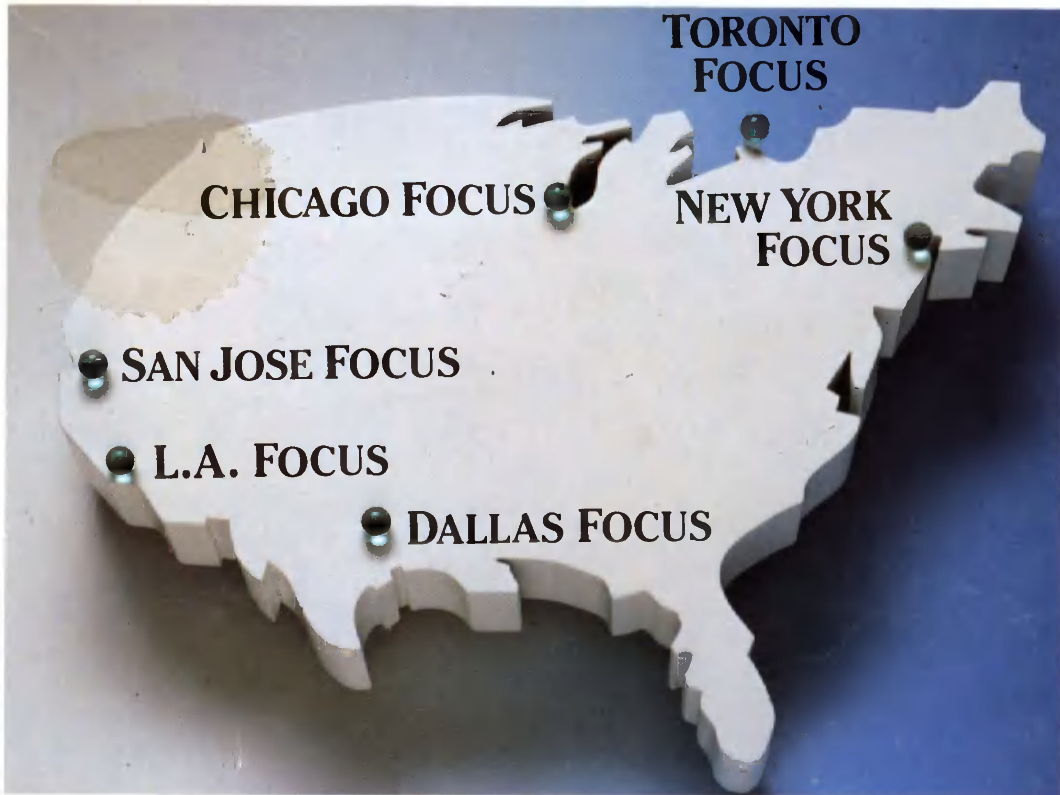 TORONTO
FOCUS
CHICAGO FOCUS
NEW YORK
FOCUS
SAN JOSE FOCUS
L.A. FOCUS
DALLAS FOCUS